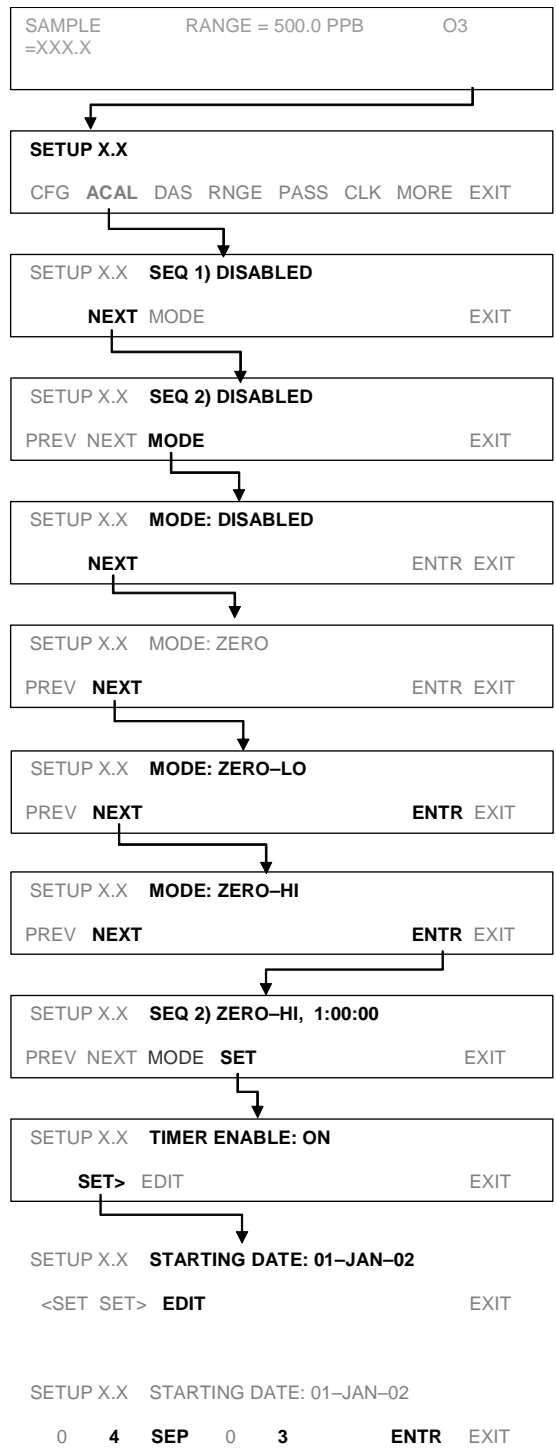 SAMPLE RANGE = 500.0 PPB O3
=XXX.X
SETUP X.X
CFG ACAL DAS RNGE PASS CLK MORE EXIT
SETUP X.X SEQ 1) DISABLED
NEXT MODE EXIT
SETUP X.X SEQ 2) DISABLED
PREV NEXT MODE EXIT
SETUP X.X MODE: DISABLED
NEXT ENTR EXIT
SETUP X.X MODE: ZERO
PREV NEXT ENTR EXIT
SETUP X.X MODE: ZERO–LO
PREV NEXT ENTR EXIT
SETUP X.X MODE: ZERO–HI
PREV NEXT ENTR EXIT
SETUP X.X SEQ 2) ZERO–HI, 1:00:00
PREV NEXT MODE SET EXIT
SETUP X.X TIMER ENABLE: ON
SET> EDIT EXIT
SETUP X.X STARTING DATE: 01–JAN–02
<SET SET> EDIT EXIT
SETUP X.X STARTING DATE: 01–JAN–02
0 4 SEP 0 3 ENTR EXIT